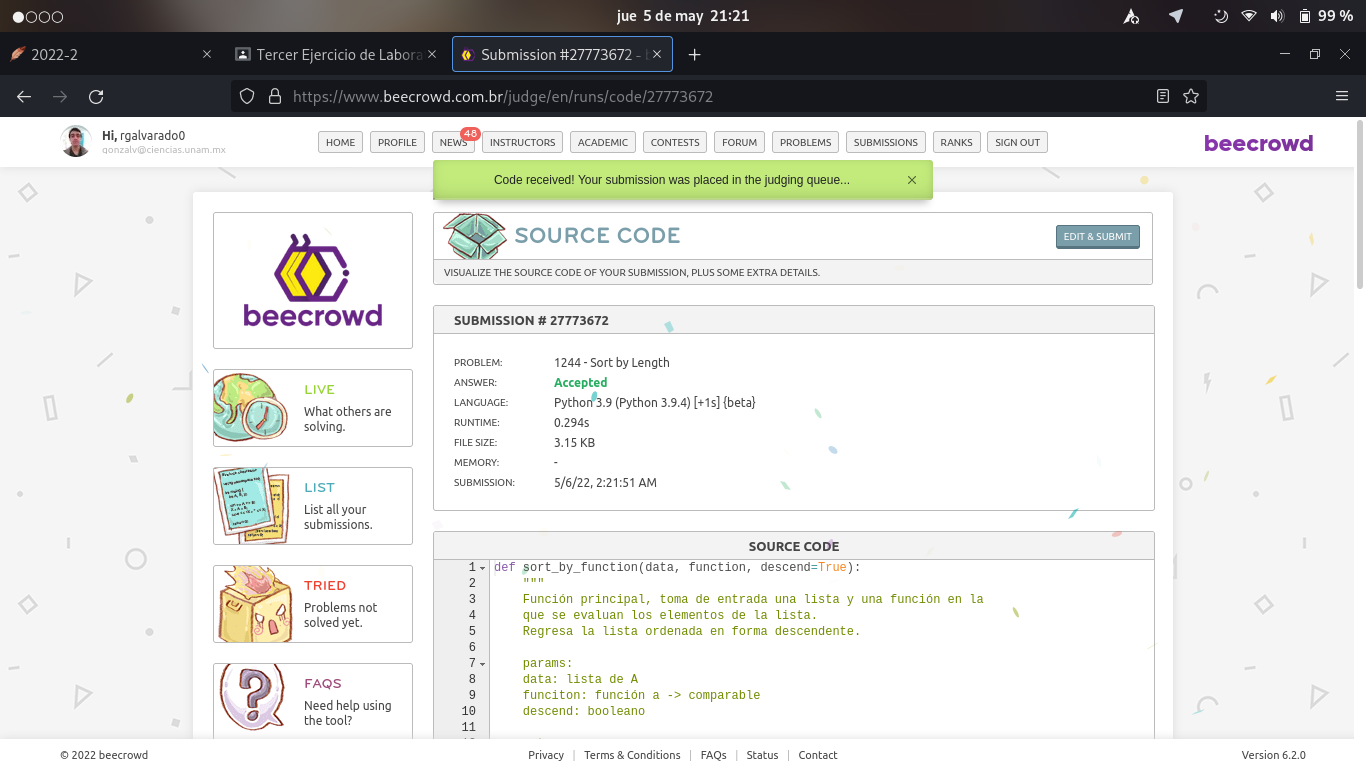 jue 5 de may 21:21
99 %
2022-2
Tercer Ejercicio de Labora
Submission #27773672 - b
https://www.beecrowd.com.br/judge/en/runs/code/27773672
Hi, rgalvarado0
gonzalv@ciencias.unam.mx
HOME
PROFILE
NEWS
48
INSTRUCTORS
ACADEMIC
CONTESTS
FORUM
PROBLEMS
SUBMISSIONS
RANKS
SIGN OUT
beecrowd
Code received! Your submission was placed in the judging queue...
beecrowd
LIVE
What others are
solving.
LIST
List all your
submissions.
TRIED
Problems not
solved yet.
FAQS
Need help using
the tool?
SOURCE CODE
EDIT & SUBMIT
VISUALIZE THE SOURCE CODE OF YOUR SUBMISSION, PLUS SOME EXTRA DETAILS.
SUBMISSION # 27773672
PROBLEM: 1244 - Sort by Length
ANSWER: Accepted
LANGUAGE: Python 3.9 (Python 3.9.4) [+1s] {beta}
RUNTIME: 0.294s
FILE SIZE: 3.15 KB
MEMORY: -
SUBMISSION: 5/6/22, 2:21:51 AM
SOURCE CODE
1 def sort_by_function(data, function, descend=True):
2 """
3 Función principal, toma de entrada una lista y una función en la
4 que se evaluan los elementos de la lista.
5 Regresa la lista ordenada en forma descendente.
6
7 params:
8 data: lista de A
9 funciton: función a -> comparable
10 descend: booleano
11
© 2022 beecrowd
Privacy | Terms & Conditions | FAQs | Status | Contact
Version 6.2.0